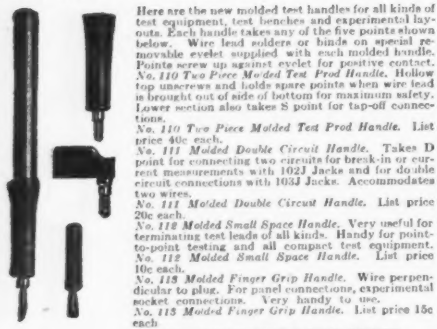 Here are the new molded test handles for all kinds of
test equipment, test benches and experimental lay-
outs. Each handle takes any of the five points shown
below. Wire lead solders or binds on special re-
movable eyelet supplied with each molded handle.
Points screw up against eyelet for positive contact.
No. 110 Two Piece Molded Test Prod Handle. Hollow
top unscrews and holds spare points when wire lead
is brought out of side of bottom for maximum safety.
Lower section also takes S point for tap-off connec-
tions.
No. 110 Two Piece Molded Test Prod Handle. List
price 40c each.
No. 111 Molded Double Circuit Handle. Takes D
point for connecting two circuits for break-in or cur-
rent measurements with 102J Jacks and for double
circuit connections with 103J Jacks. Accommodates
two wires.
No. 111 Molded Double Circuit Handle. List price
20c each.
No. 112 Molded Small Space Handle. Very useful for
terminating test leads of all kinds. Handy for point-
to-point testing and all compact test equipment.
No. 112 Molded Small Space Handle. List price
10c each.
No. 113 Molded Finger Grip Handle. Wire perpen-
dicular to plug. For panel connections, experimental
socket connections. Very handy to use.
No. 113 Molded Finger Grip Handle. List price 15c
each